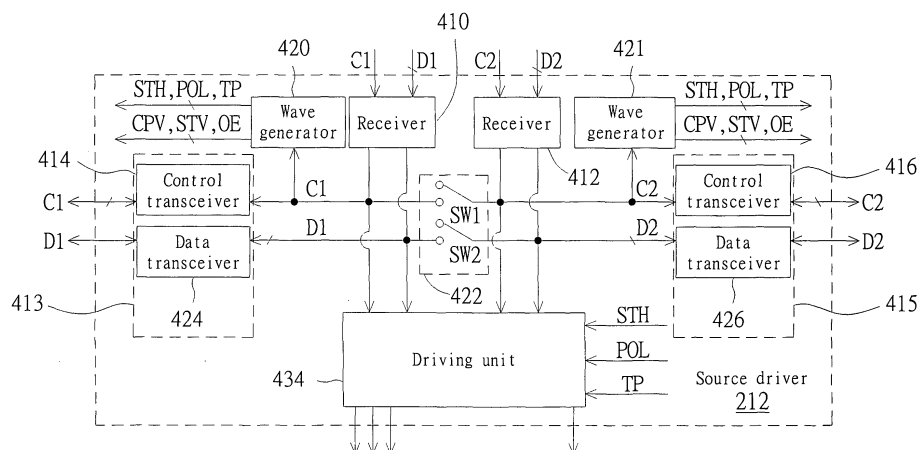 410
420
C1
D1
C2
D2
421
STH, POL, TP
CPV, STV, OE
Wave generator
Receiver
Receiver
Wave generator
STH, POL, TP
CPV, STV, OE
414
412
416
C1
Control transceiver
C1
SW1
C2
Control transceiver
C2
D1
Data transceiver
D1
SW2
D2
Data transceiver
D2
413
424
422
426
415
434
Driving unit
STH
POL
TP
Source driver
212